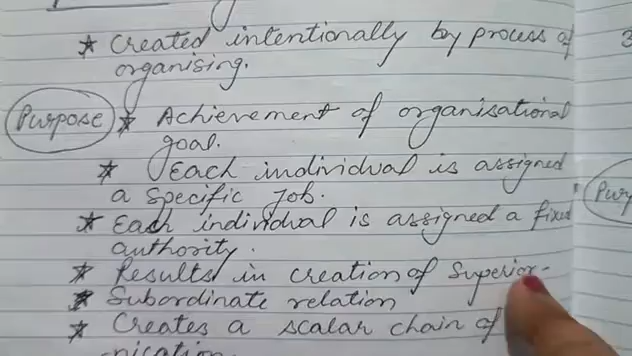 * Created intentionally by process of
organising.
Purpose * Achievement of organisational
goal.
* Each individual is assigned
a specific job.
* Each individual is assigned a fixed
authority.
* Results in creation of Superior-
* Subordinate relation
* Creates a scalar chain of
nication